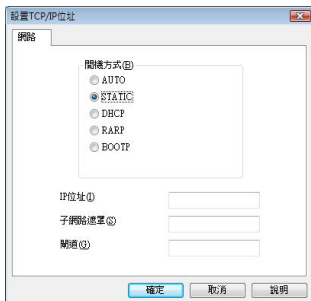 設置TCP/IP位址
網路
開機方式(B)
AUTO
STATIC
DHCP
RARP
BOOTP
IP位址(I)
子網路遮罩(S)
閘道(G)
確定 取消 說明